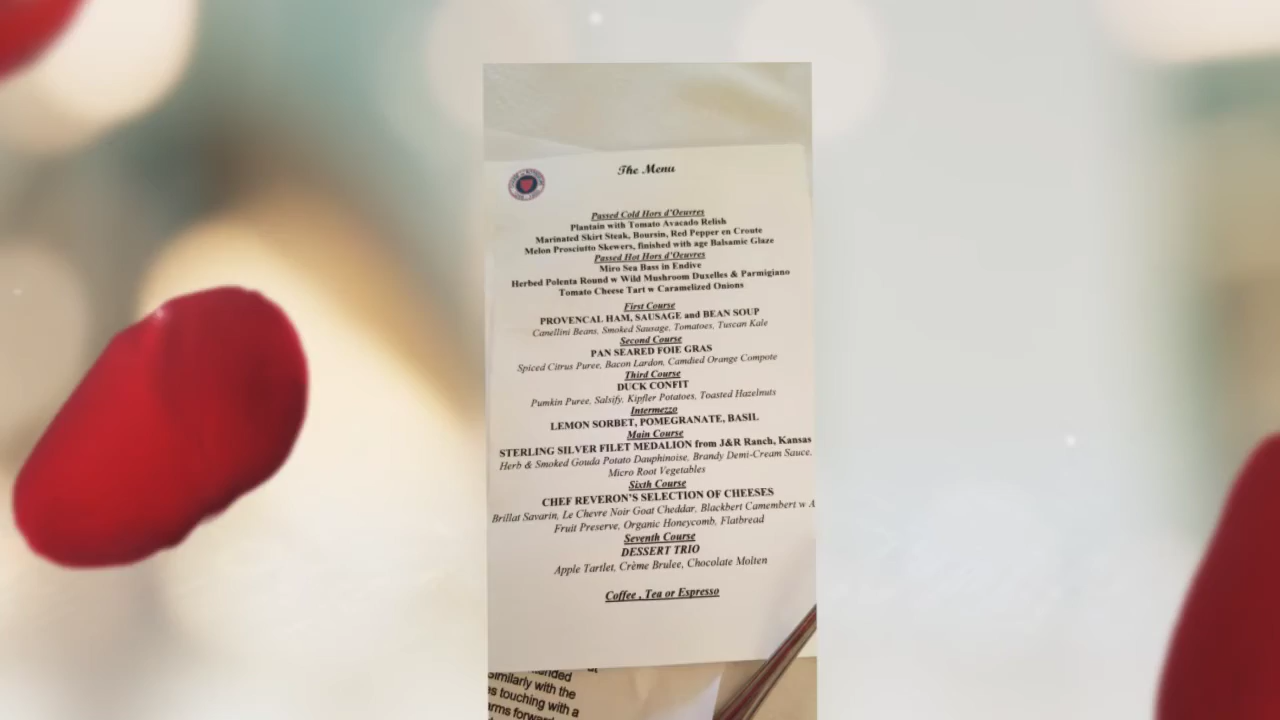 The Menu
Passed Cold Hors d'Oeuvres
Plantain with Tomato Avacado Relish
Marinated Skirt Steak, Boursin, Red Pepper en Croute
Melon Prosciutto Skewers, finished with age Balsamic Glaze
Passed Hot Hors d'Oeuvres
Miro Sea Bass in Endive
Herbed Polenta Round w Wild Mushroom Duxelles & Parmigiano
Tomato Cheese Tart w Caramelized Onions
First Course
PROVENCAL HAM, SAUSAGE and BEAN SOUP
Canellini Beans, Smoked Sausage, Tomatoes, Tuscan Kale
Second Course
PAN SEARED FOIE GRAS
Spiced Citrus Puree, Bacon Lardon, Camdied Orange Compote
Third Course
DUCK CONFIT
Pumkin Puree, Salsify, Kipfler Potatoes, Toasted Hazelnuts
Intermezzo
LEMON SORBET, POMEGRANATE, BASIL
Main Course
STERLING SILVER FILET MEDALION from J&R Ranch, Kansas
Herb & Smoked Gouda Potato Dauphinoise, Brandy Demi-Cream Sauce,
Micro Root Vegetables
Sixth Course
CHEF REVERON'S SELECTION OF CHEESES
Brillat Savarin, Le Chevre Noir Goat Cheddar, Blackbert Camembert w A
Fruit Preserve, Organic Honeycomb, Flatbread
Seventh Course
DESSERT TRIO
Apple Tartlet, Crème Brulee, Chocolate Molten
Coffee , Tea or Espresso
similarly with the
s touching with a
rms forward